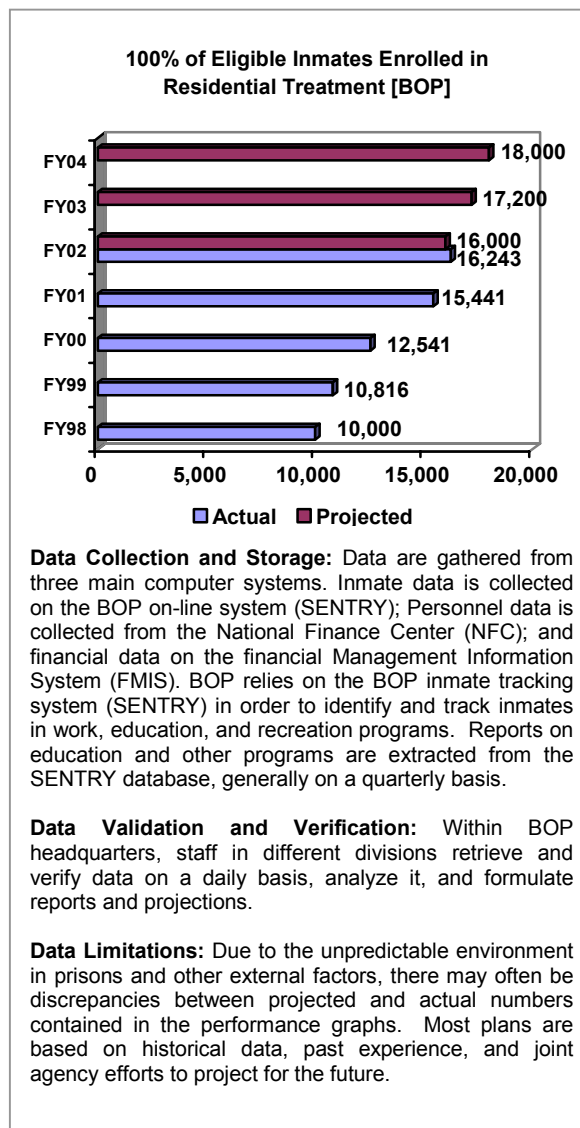 100% of Eligible Inmates Enrolled in
Residential Treatment [BOP]
FY04
18,000
FY03
17,200
FY02
16,000
16,243
FY01
15,441
FY00
12,541
FY99
10,816
FY98
10,000
0 5,000 10,000 15,000 20,000
Actual Projected
Data Collection and Storage: Data are gathered from
three main computer systems. Inmate data is collected
on the BOP on-line system (SENTRY); Personnel data is
collected from the National Finance Center (NFC); and
financial data on the financial Management Information
System (FMIS). BOP relies on the BOP inmate tracking
system (SENTRY) in order to identify and track inmates
in work, education, and recreation programs. Reports on
education and other programs are extracted from the
SENTRY database, generally on a quarterly basis.
Data Validation and Verification: Within BOP
headquarters, staff in different divisions retrieve and
verify data on a daily basis, analyze it, and formulate
reports and projections.
Data Limitations: Due to the unpredictable environment
in prisons and other external factors, there may often be
discrepancies between projected and actual numbers
contained in the performance graphs. Most plans are
based on historical data, past experience, and joint
agency efforts to project for the future.